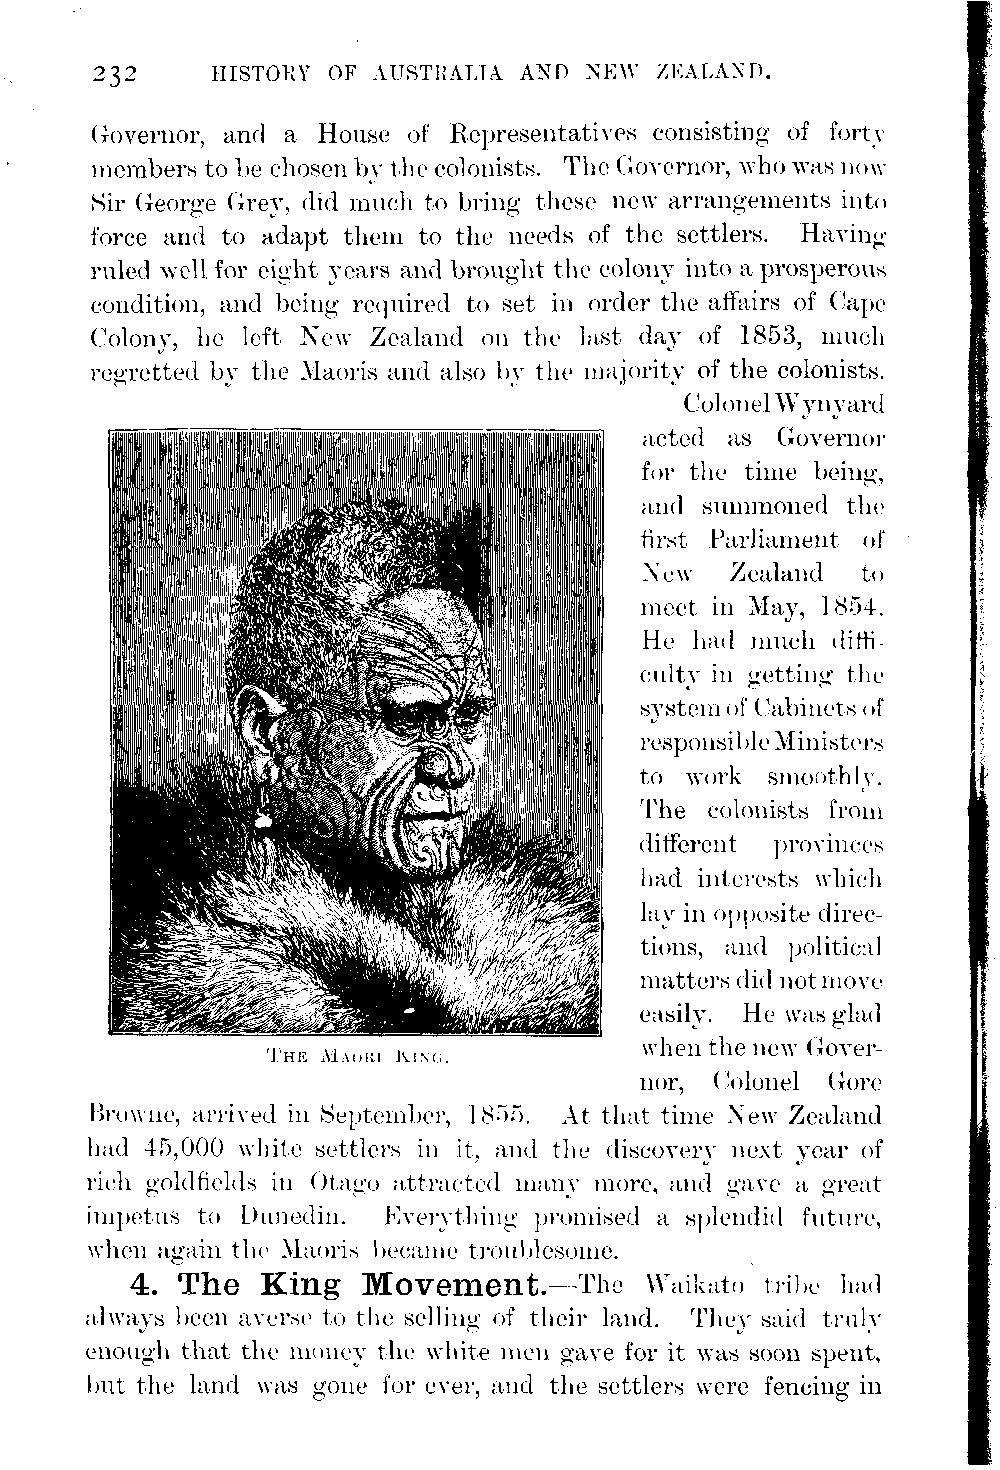 232 HISTORY OF AUSTRALIA AND NEW ZEALAND.
Governor, and a House of Representatives consisting of forty
members to be chosen by the colonists. The Governor, who was now
Sir George Grey, did much to bring these new arrangements into
force and to adapt them to the needs of the settlers. Having
ruled well for eight years and brought the colony into a prosperous
condition, and being required to set in order the affairs of Cape
Colony, he left New Zealand on the last day of 1853, much
regretted by the Maoris and also by the majority of the colonists.
Colonel Wynyard
acted as Governor
for the time being,
and summoned the
first Parliament of
New Zealand to
meet in May, 1854.
He had much diffi-
culty in getting the
system of Cabinets of
responsible Ministers
to work smoothly.
The colonists from
different provinces
had interests which
lay in opposite direc-
tions, and political
matters did not move
easily. He was glad
when the new Gover-
nor, Colonel Gore
THE MAORI KING.
Browne, arrived in September, 1855. At that time New Zealand
had 45,000 white settlers in it, and the discovery next year of
rich goldfields in Otago attracted many more, and gave a great
impetus to Dunedin. Everything promised a splendid future,
when again the Maoris became troublesome.
4. The King Movement.—The Waikato tribe had
always been averse to the selling of their land. They said truly
enough that the money the white men gave for it was soon spent,
but the land was gone for ever, and the settlers were fencing in